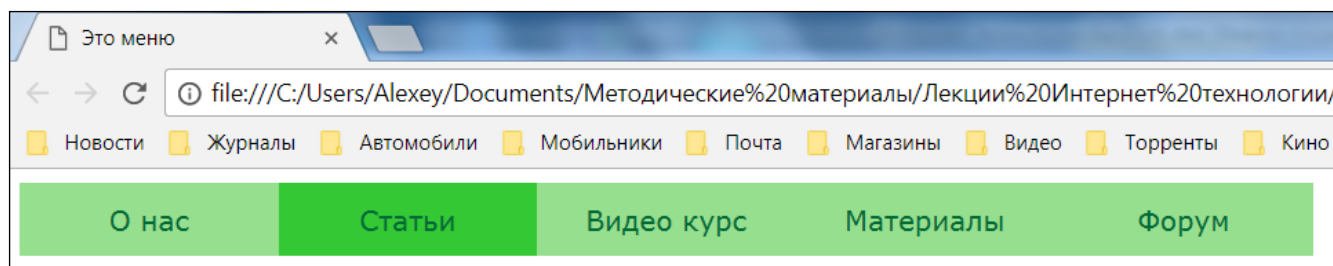 Это меню
file:///C:/Users/Alexey/Documents/Методические%20материалы/Лекции%20Интернет%20технологии/
Новости Журналы Автомобили Мобильники Почта Магазины Видео Торренты Кино
О нас Статьи Видео курс Материалы Форум